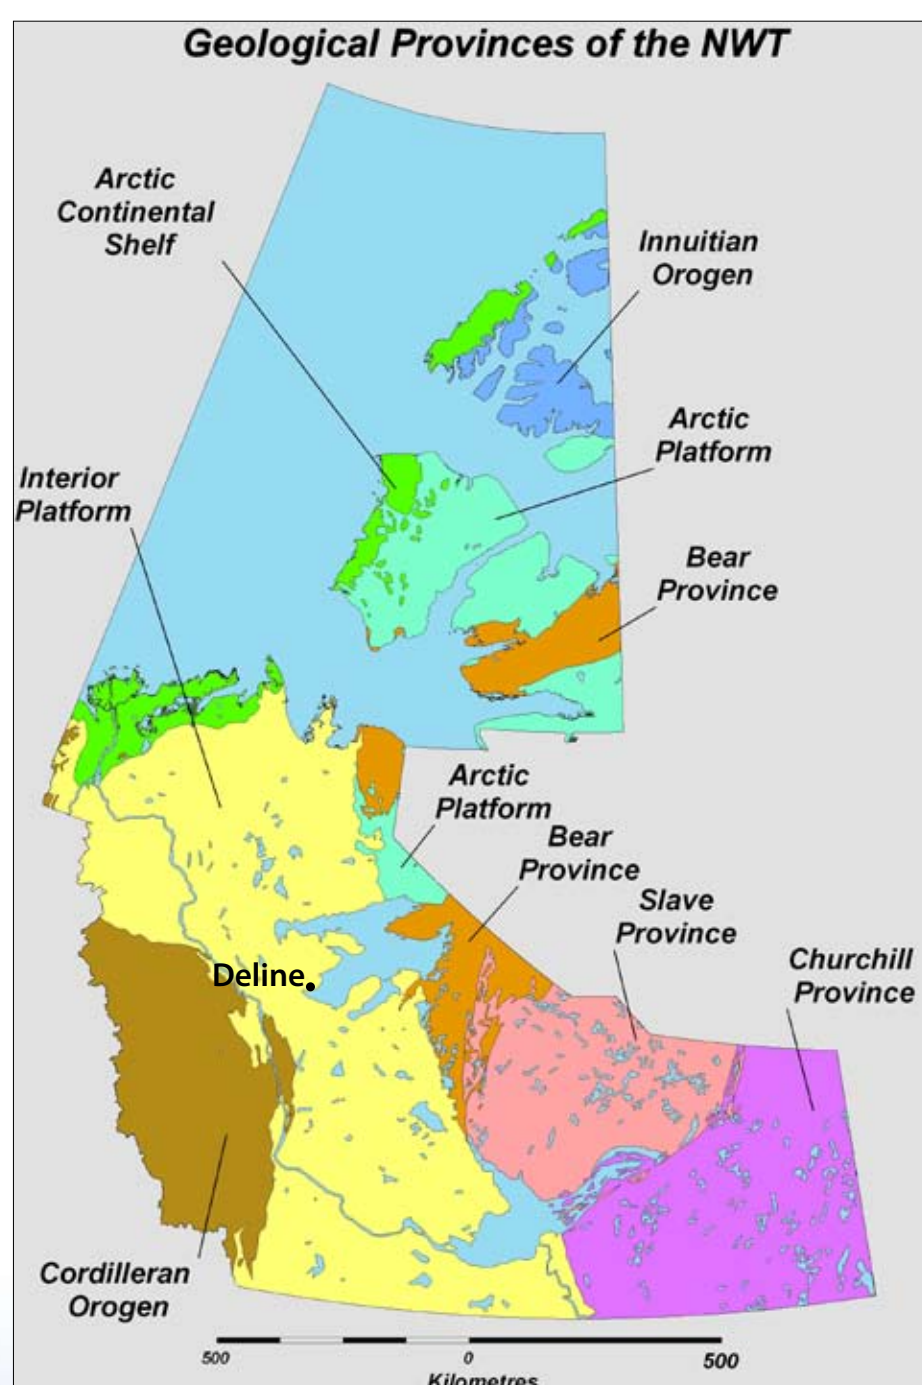 Geological Provinces of the NWT
Arctic
Continental
Shelf
Innuitian
Orogen
Arctic
Platform
Interior
Platform
Bear
Province
Arctic
Platform
Bear
Province
Slave
Province
Deline
Churchill
Province
Cordilleran
Orogen
500 0 500
Kilometres